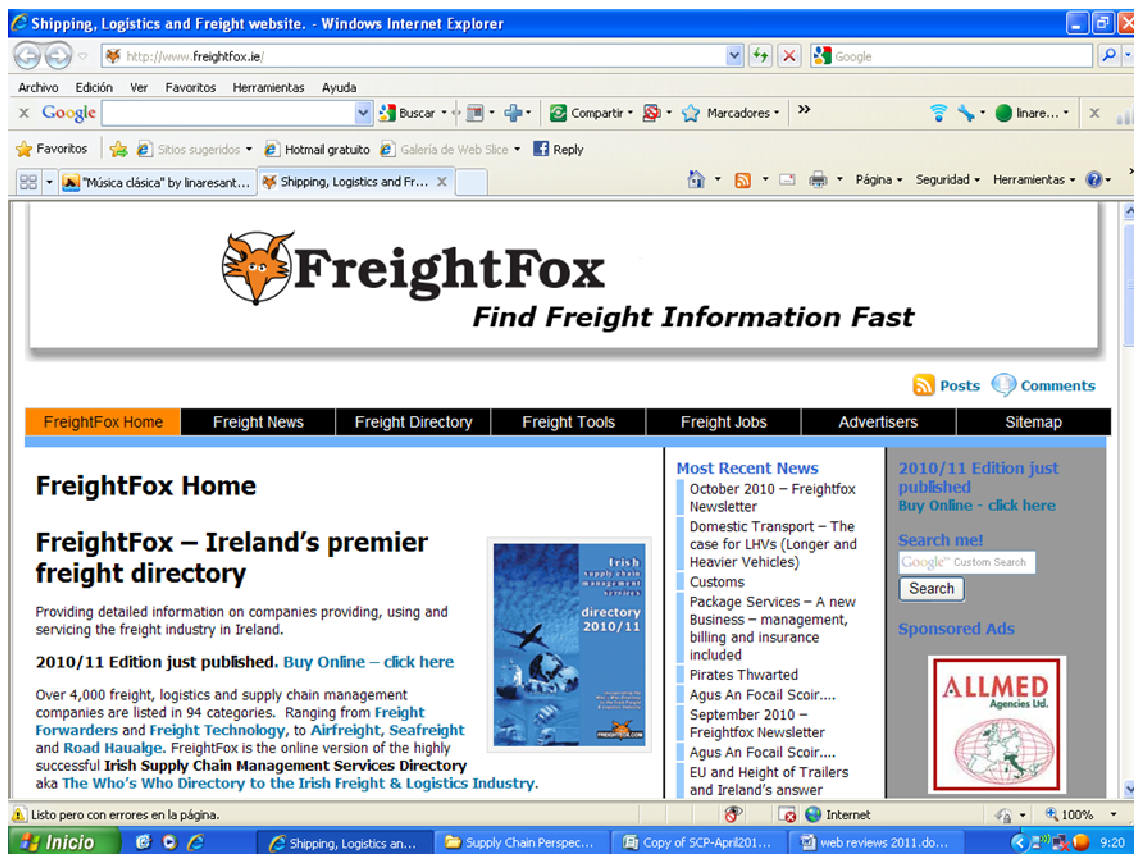 Shipping, Logistics and Freight website. - Windows Internet Explorer
http://www.freightfox.ie/
Google
Archivo Edición Ver Favoritos Herramientas Ayuda
x Google Buscar Compartir Marcadores » linare... X
Favoritos Sitios sugeridos Hotmail gratuito Galería de Web Slice Reply
"Música clásica" by linaresant... Shipping, Logistics and Fr... X Página Seguridad Herramientas
FreightFox
Find Freight Information Fast
Posts Comments
FreightFox Home Freight News Freight Directory Freight Tools Freight Jobs Advertisers Sitemap
FreightFox Home
FreightFox – Ireland's premier
freight directory
Providing detailed information on companies providing, using and
servicing the freight industry in Ireland.
2010/11 Edition just published. Buy Online – click here
Over 4,000 freight, logistics and supply chain management
companies are listed in 94 categories. Ranging from Freight
Forwarders and Freight Technology, to Airfreight, Seafreight
and Road Haualge. FreightFox is the online version of the highly
successful Irish Supply Chain Management Services Directory
aka The Who's Who Directory to the Irish Freight & Logistics Industry.
Irish
supply chain
management
services
directory
2010/11
FREIGHTFOX.COM
Most Recent News
October 2010 – Freightfox
Newsletter
Domestic Transport – The
case for LHVs (Longer and
Heavier Vehicles)
Customs
Package Services – A new
Business – management,
billing and insurance
included
Pirates Thwarted
Agus An Focail Scoir....
September 2010 –
Freightfox Newsletter
Agus An Focail Scoir....
EU and Height of Trailers
and Ireland's answer
2010/11 Edition just
published
Buy Online - click here
Search me!
Google™ Custom Search
Search
Sponsored Ads
ALLMED
Agencies Ltd.
Listo pero con errores en la página. Internet 100%
Inicio Shipping, Logistics an... Supply Chain Perspec... Copy of SCP-April201... web reviews 2011.do... 9:20